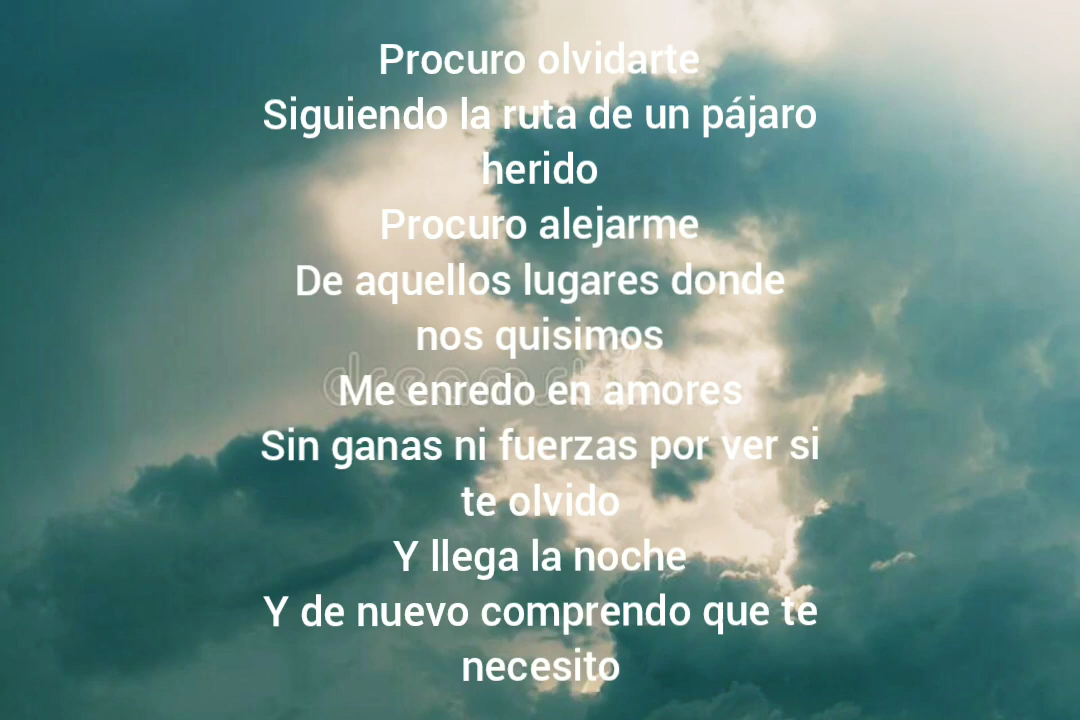 Procuro olvidarte
Siguiendo la ruta de un pájaro
herido
Procuro alejarme
De aquellos lugares donde
nos quisimos
Me enredo en amores
Sin ganas ni fuerzas por ver si
te olvido
Y llega la noche
Y de nuevo comprendo que te
necesito